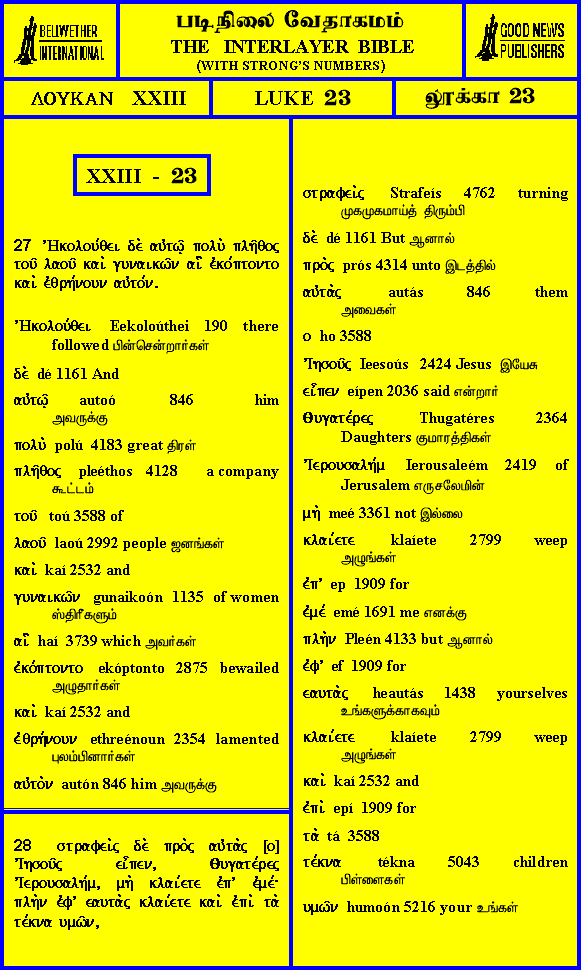 BELLWETHER
INTERNATIONAL
படிநிலை வேதாகமம்
THE INTERLAYER BIBLE
(WITH STRONG'S NUMBERS)
GOOD NEWS
PUBLISHERS
ΛΟΥΚΑΝ XXIII
LUKE 23
லூக்கா 23
XXIII - 23
27 Ἠκολούθει δὲ αὐτῷ πολὺ πλῆθος
τοῦ λαοῦ καὶ γυναικῶν αἳ ἐκόπτοντο
καὶ ἐθρήνουν αὐτόν.
Ἠκολούθει Eekoloúthei 190 there
followed பின்சென்றார்கள்
δὲ dé 1161 And
αὐτῷ autoó 846 him
அவருக்கு
πολὺ polú 4183 great திரள்
πλῆθος pleéthos 4128 a company
கூட்டம்
τοῦ toú 3588 of
λαοῦ laoú 2992 people ஜனங்கள்
καὶ kaí 2532 and
γυναικῶν gunaikoón 1135 of women
ஸ்திரீகளும்
αἳ haí 3739 which அவர்கள்
ἐκόπτοντο ekóptonto 2875 bewailed
அழுதார்கள்
καὶ kaí 2532 and
ἐθρήνουν ethreénoun 2354 lamented
புலம்பினார்கள்
αὐτὸν autón 846 him அவருக்கு
28 στραφεὶς δὲ πρὸς αὐτὰς [ο]
Ἰησοῦς εἶπεν, Θυγατέρες
Ἰερουσαλήμ, μὴ κλαίετε ἐπ' ἐμέ·
πλὴν ἐφ' εαυτὰς κλαίετε καὶ ἐπὶ τὰ
τέκνα υμῶν,
στραφεὶς Strafeís 4762 turning
முகமுகமாய்த் திரும்பி
δὲ dé 1161 But ஆனால்
πρὸς prós 4314 unto இடத்தில்
αὐτὰς autás 846 them
அவைகள்
ο ho 3588
Ἰησοῦς Ieesoús 2424 Jesus இயேசு
εἶπεν eípen 2036 said என்றார்
Θυγατέρες Thugatéres 2364
Daughters குமாரத்திகள்
Ἰερουσαλήμ Ierousaleém 2419 of
Jerusalem எருசலேமின்
μὴ meé 3361 not இல்லை
κλαίετε klaíete 2799 weep
அழுங்கள்
ἐπ' ep 1909 for
ἐμέ emé 1691 me எனக்கு
πλὴν Pleén 4133 but ஆனால்
ἐφ' ef 1909 for
εαυτὰς heautás 1438 yourselves
உங்களுக்காகவும்
κλαίετε klaíete 2799 weep
அழுங்கள்
καὶ kaí 2532 and
ἐπὶ epí 1909 for
τὰ tá 3588
τέκνα tékna 5043 children
பிள்ளைகள்
υμῶν humoón 5216 your உங்கள்